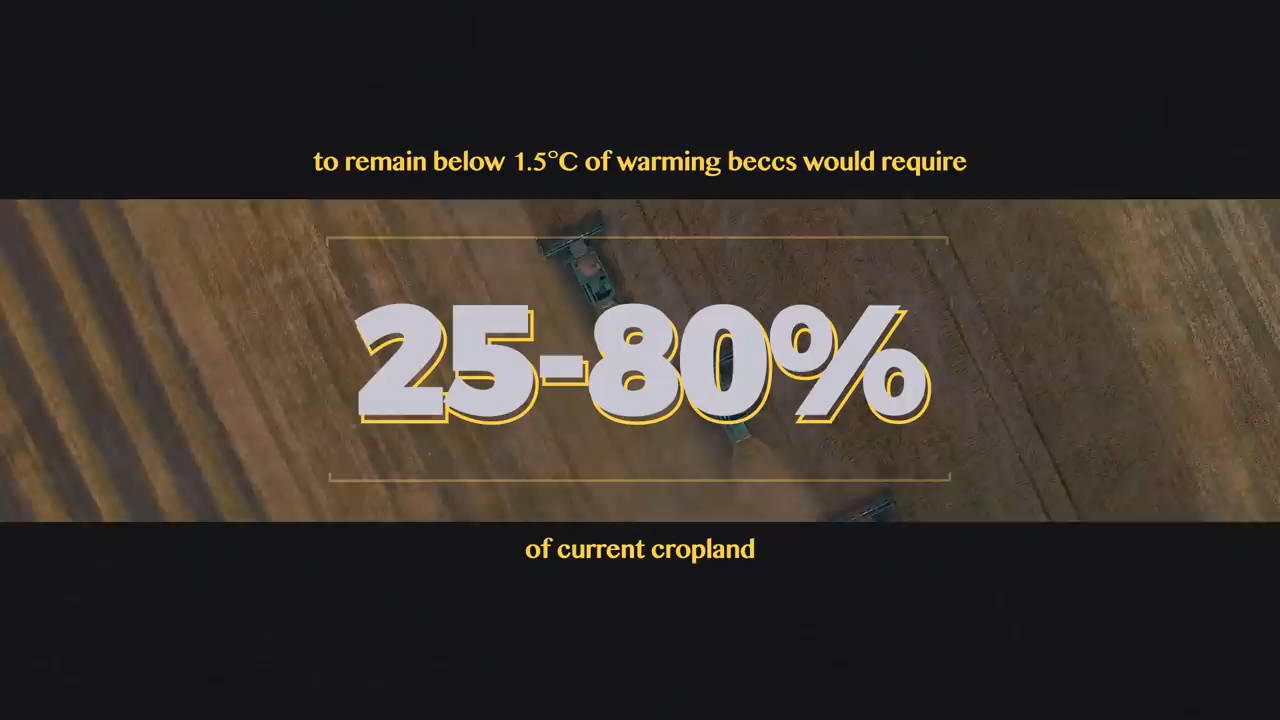 to remain below 1.5°C of warming beccs would require
25-80%
of current cropland